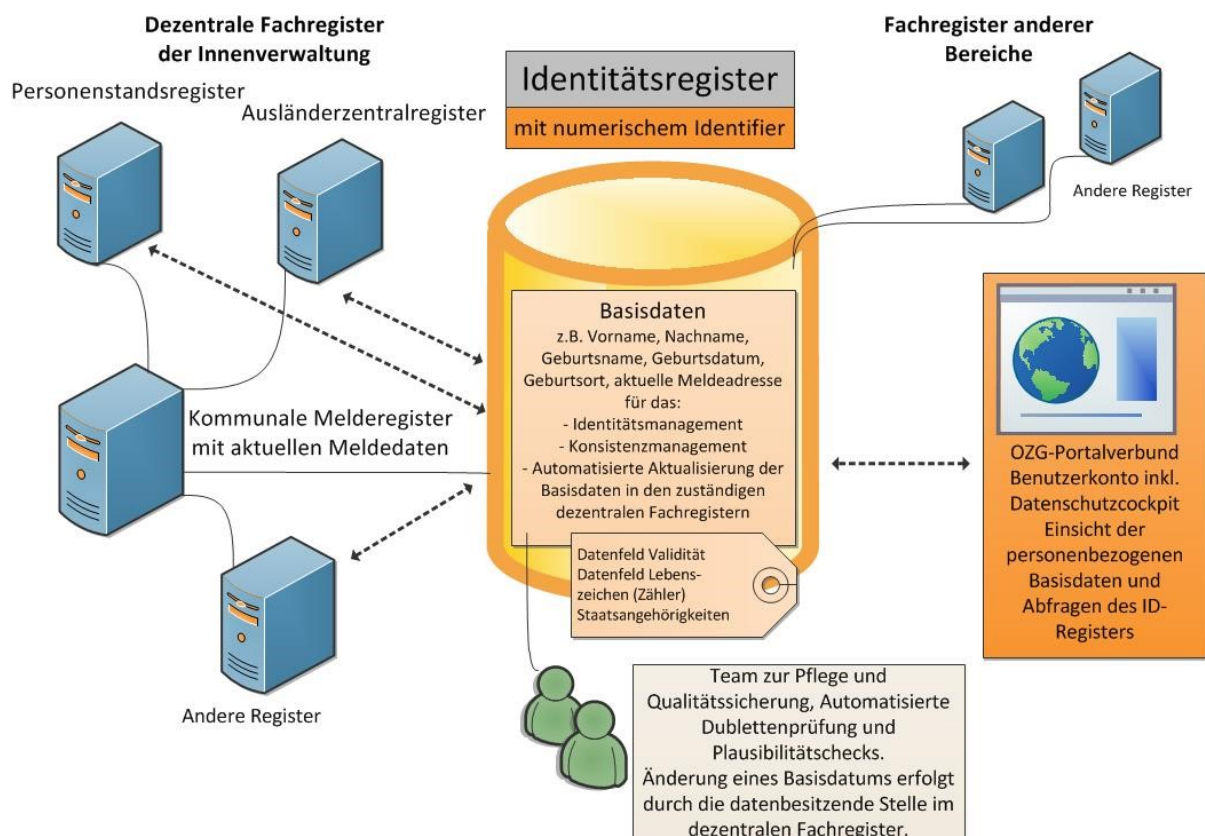 Dezentrale Fachregister
der Innenverwaltung
Fachregister anderer
Bereiche
Identitätsregister
mit numerischem Identifier
Personenstandsregister
Ausländerzentralregister
Andere Register
Kommunale Melderegister
mit aktuellen Meldedaten
Andere Register
Basisdaten
z.B. Vorname, Nachname,
Geburtsname, Geburtsdatum,
Geburtsort, aktuelle Meldeadresse
für das:
- Identitätsmanagement
- Konsistenzmanagement
- Automatisierte Aktualisierung der
Basisdaten in den zuständigen
dezentralen Fachregistern
Datenfeld Validität
Datenfeld Lebens-
zeichen (Zähler)
Staatsangehörigkeiten
OZG-Portalverbund
Benutzerkonto inkl.
Datenschutzcockpit
Einsicht der
personenbezogenen
Basisdaten und
Abfragen des ID-
Registers
Team zur Pflege und
Qualitätssicherung, Automatisierte
Dublettenprüfung und
Plausibilitätschecks.
Änderung eines Basisdatums erfolgt
durch die datenbesitzende Stelle im
dezentralen Fachregister.